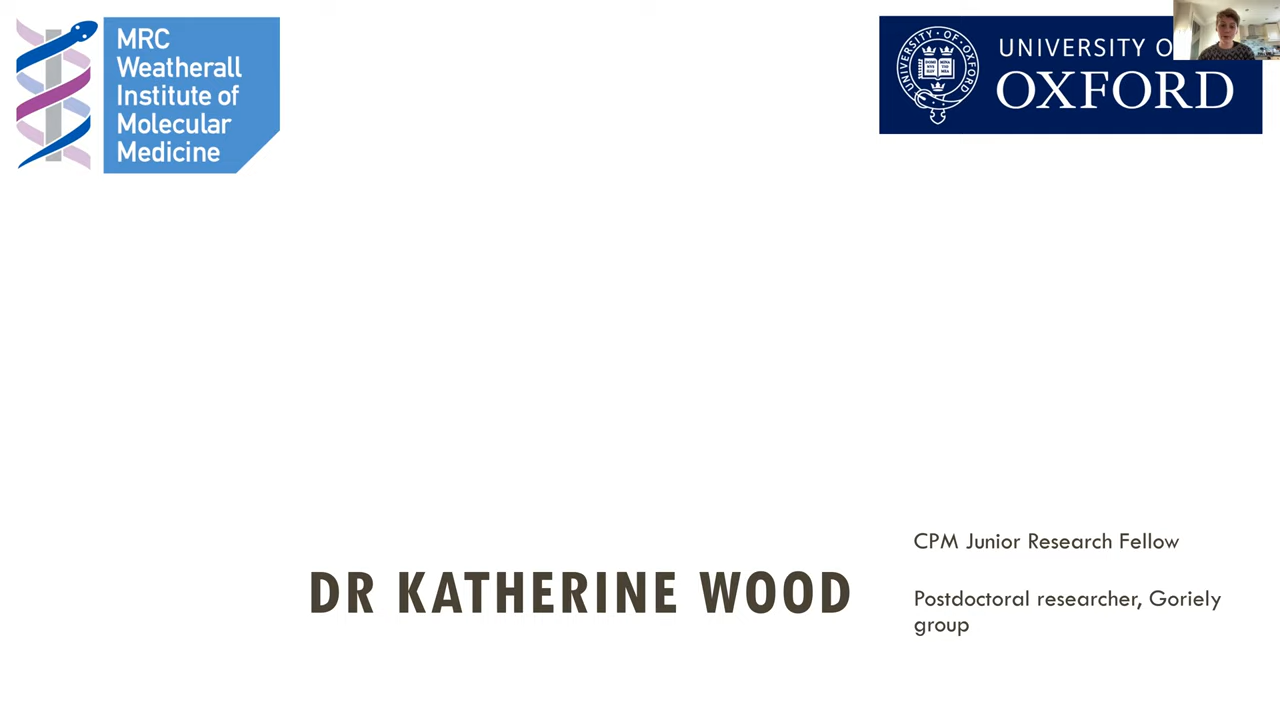 MRC
Weatherall
Institute of
Molecular
Medicine
UNIVERSITY O
OXFORD
CPM Junior Research Fellow
DR KATHERINE WOOD
Postdoctoral researcher, Goriely
group